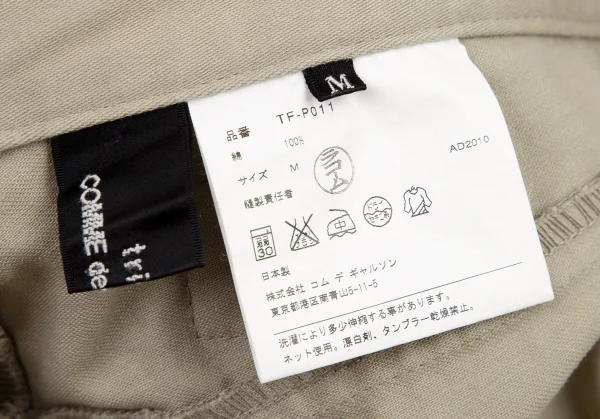 M
品番 TF-P011
綿 100%
サイズ M
縫製責任者 コム
AD2010
30
中
ドライ
日本製
株式会社 コム デ ギャルソン
東京都港区南青山5-11-5
洗濯により多少伸縮する事があります。
ネット使用。漂白剤、タンブラー乾燥禁止。
tri
COMME de